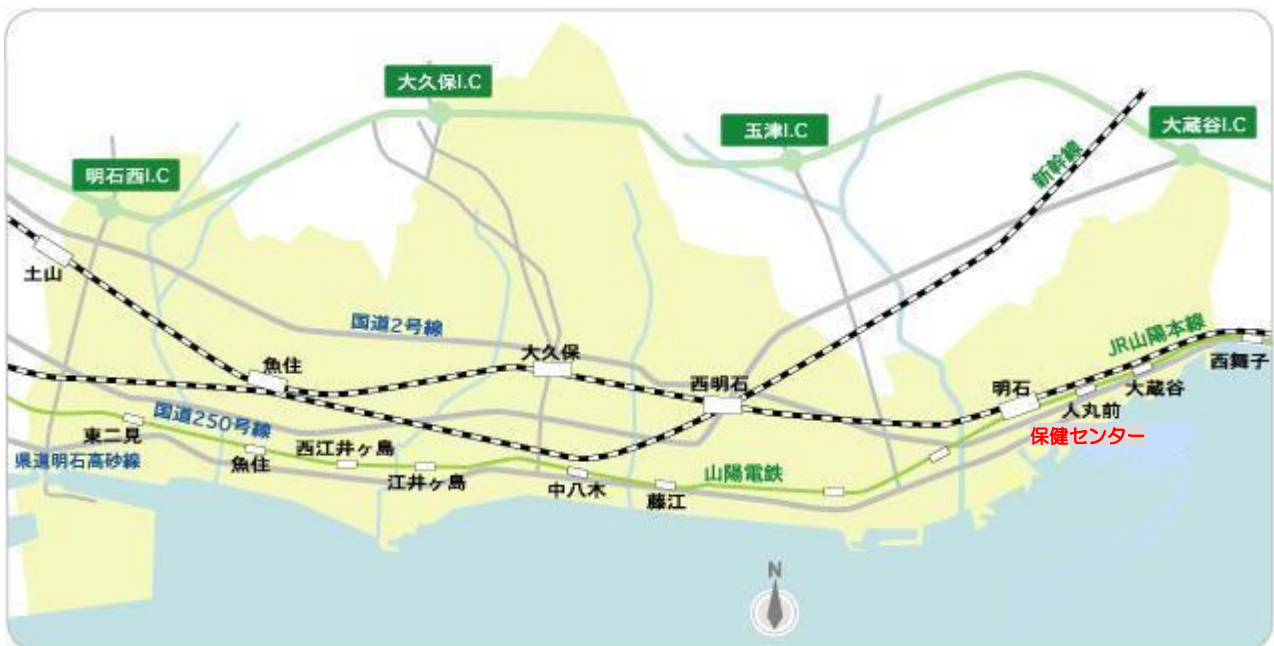 大久保I.C
玉津I.C
大蔵谷I.C
明石西I.C
新幹線
土山
国道2号線
魚住
大久保
西明石
JR山陽本線
西舞子
明石
大蔵谷
人丸前
保健センター
国道250号線
東二見
県道明石高砂線
魚住
西江井ヶ島
江井ヶ島
中八木
藤江
山陽電鉄
N